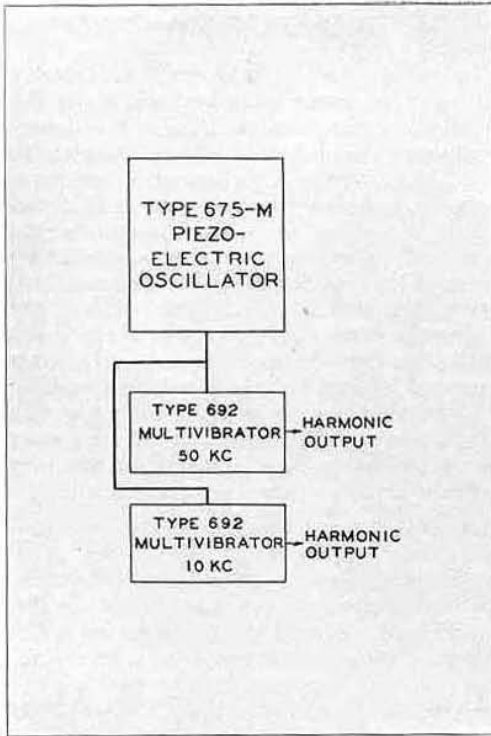 TYPE 675-M
PIEZO-
ELECTRIC
OSCILLATOR
TYPE 692
MULTIVIBRATOR
50 KC
HARMONIC
OUTPUT
TYPE 692
MULTIVIBRATOR
10 KC
HARMONIC
OUTPUT